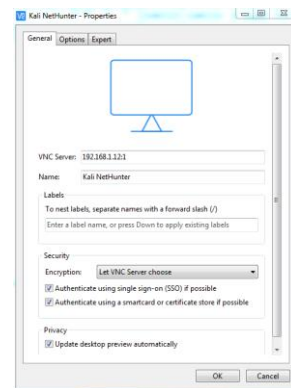 Kali NetHunter - Properties
General Options Expert
VNC Server: 192.168.1.12:1
Name: Kali NetHunter
Labels
To nest labels, separate names with a forward slash (/)
Enter a label name, or press Down to apply existing labels
Security
Encryption: Let VNC Server choose
Authenticate using single sign-on (SSO) if possible
Authenticate using a smartcard or certificate store if possible
Privacy
Update desktop preview automatically
OK Cancel